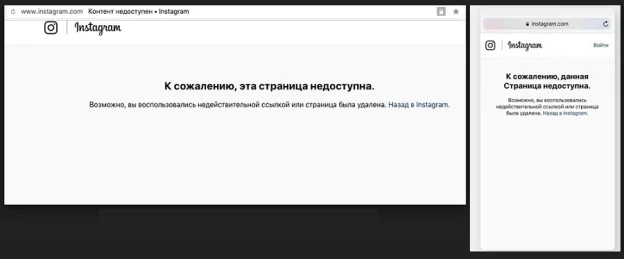 www.instagram.com Контент недоступен • Instagram
Instagram
К сожалению, эта страница недоступна.
Возможно, вы воспользовались недействительной ссылкой или страница была удалена. Назад в Instagram.
instagram.com
Instagram Войти
К сожалению, данная
Страница недоступна.
Возможно, вы воспользовались
недействительной ссылкой или страница
была удалена. Назад в Instagram.